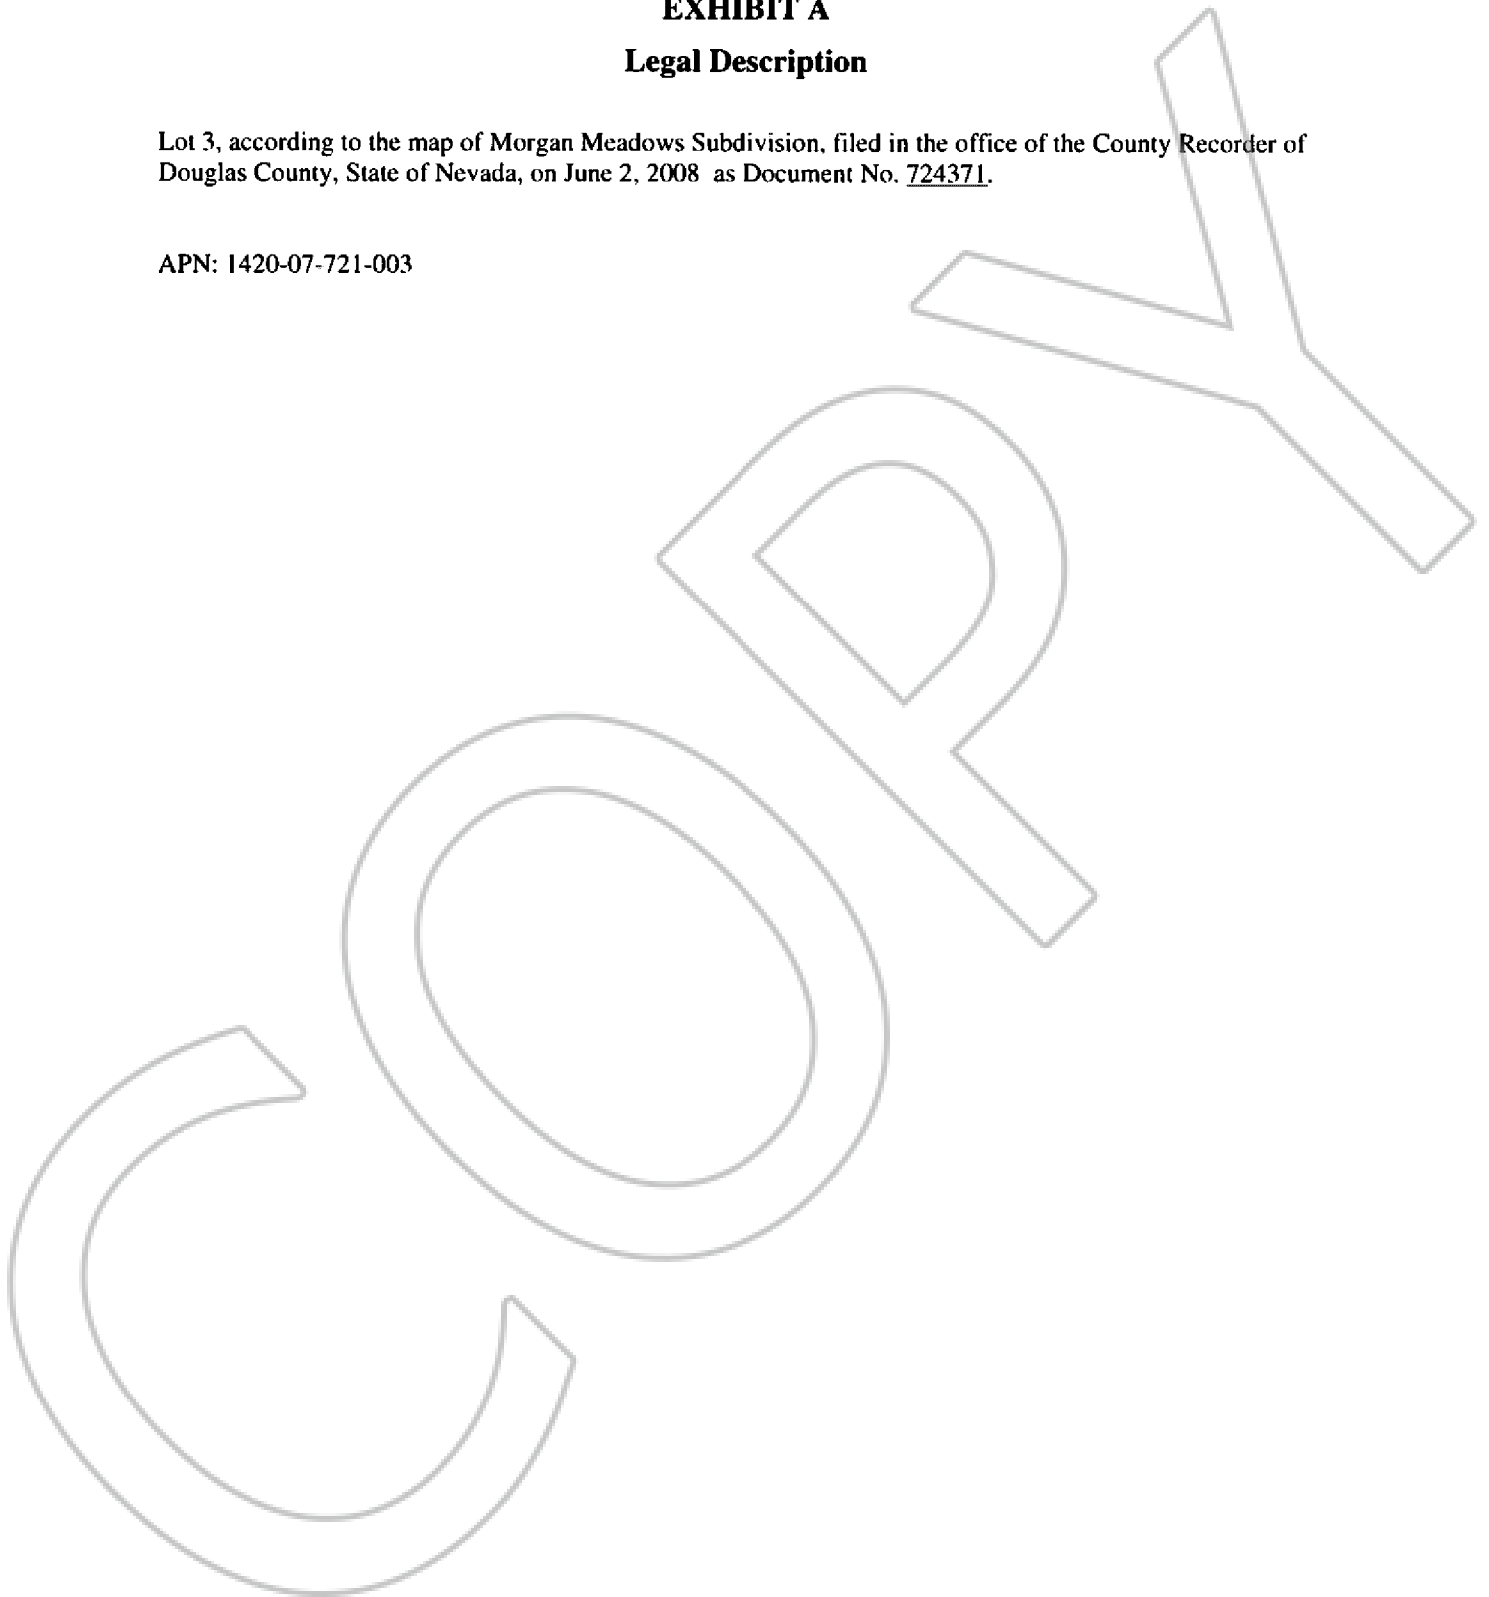 EXHIBIT A
Legal Description
Lot 3, according to the map of Morgan Meadows Subdivision, filed in the office of the County Recorder of
Douglas County, State of Nevada, on June 2, 2008 as Document No. 724371.
APN: 1420-07-721-003
COPY